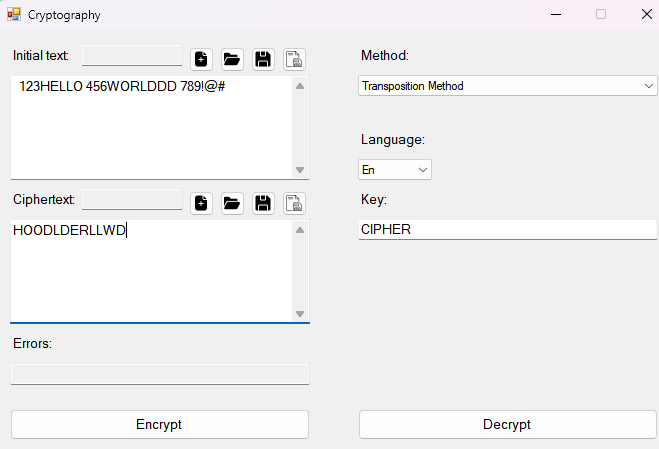 Cryptography
Initial text:
123HELLO 456WORLDDD 789!@#
Ciphertext:
HOODLDERLLWD
Errors:
Encrypt
Method:
Transposition Method
Language:
En
Key:
CIPHER
Decrypt